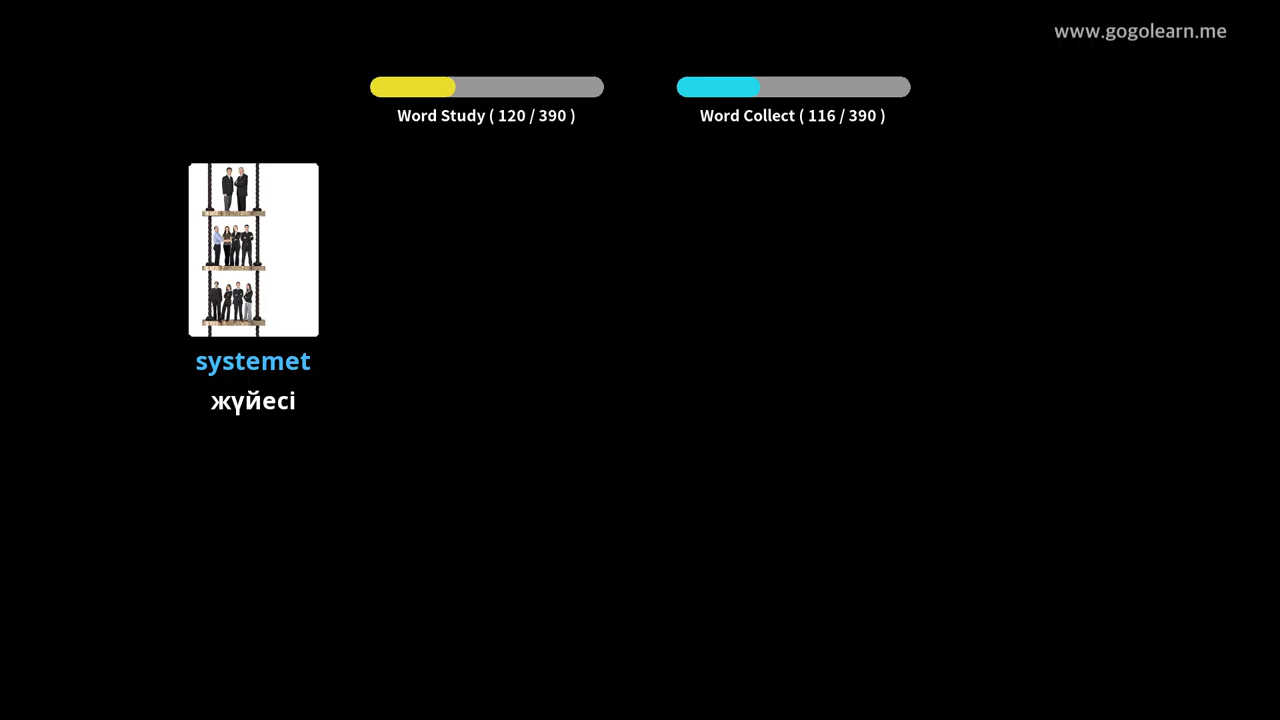 www.gogolearn.me
Word Study ( 120 / 390 )
Word Collect ( 116 / 390 )
systemet
жүйесі